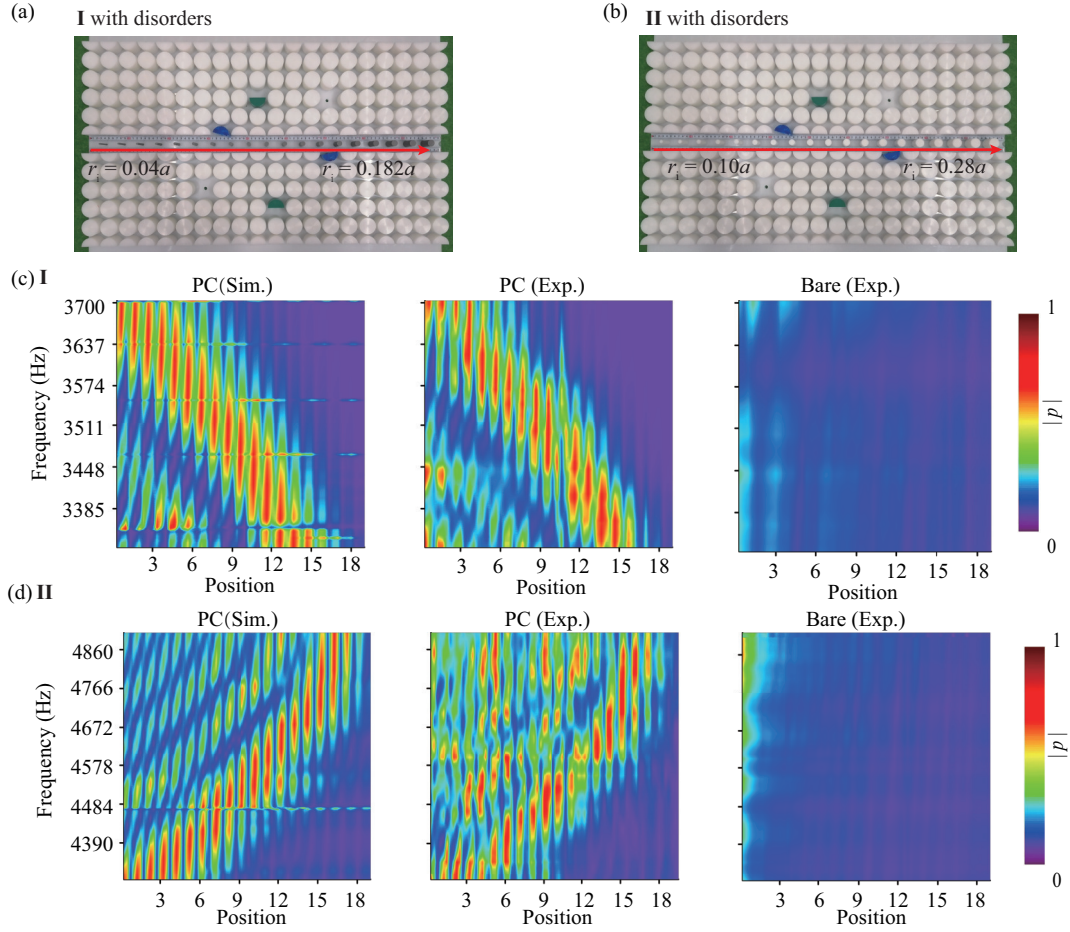 (a)
I with disorders
(b)
II with disorders
rᵢ = 0.04a
rᵢ = 0.182a
rᵢ = 0.10a
rᵢ = 0.28a
(c) I
PC(Sim.)
PC (Exp.)
Bare (Exp.)
Frequency (Hz)
3700
3637
3574
3511
3448
3385
3 6 9 12 15 18
3 6 9 12 15 18
3 6 9 12 15 18
Position
Position
Position
1
|p|
0
(d) II
PC(Sim.)
PC (Exp.)
Bare (Exp.)
Frequency (Hz)
4860
4766
4672
4578
4484
4390
3 6 9 12 15 18
3 6 9 12 15 18
3 6 9 12 15 18
Position
Position
Position
1
|p|
0